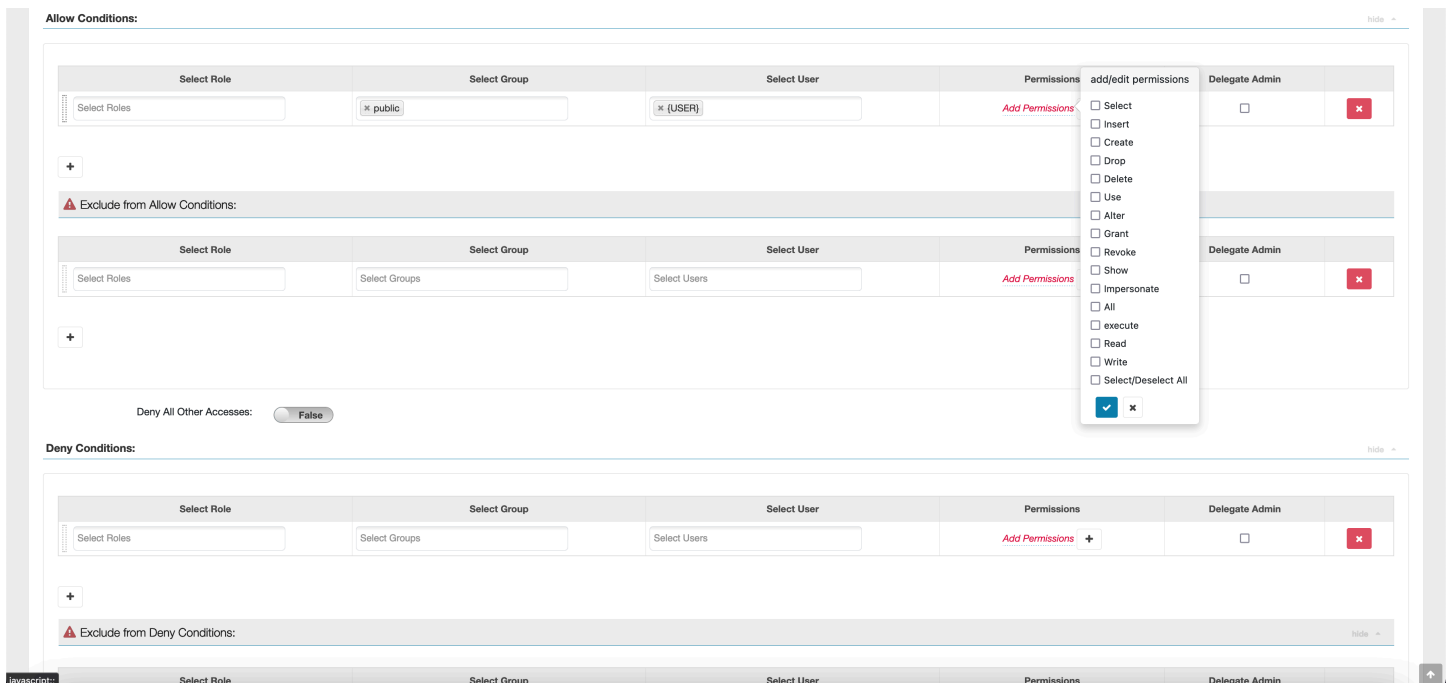 Allow Conditions: hide
Select Role Select Group Select User Permissions Delegate Admin
Select Roles × public × {USER} Add Permissions
add/edit permissions
Select
Insert
Create
Drop
Delete
Use
Alter
Grant
Revoke
Show
Impersonate
All
execute
Read
Write
Select/Deselect All
+
Exclude from Allow Conditions:
Select Role Select Group Select User Permissions Delegate Admin
Select Roles Select Groups Select Users Add Permissions
+
Deny All Other Accesses: False
Deny Conditions: hide
Select Role Select Group Select User Permissions Delegate Admin
Select Roles Select Groups Select Users Add Permissions +
+
Exclude from Deny Conditions: hide
Select Role Select Group Select User Permissions Delegate Admin
javascript:;